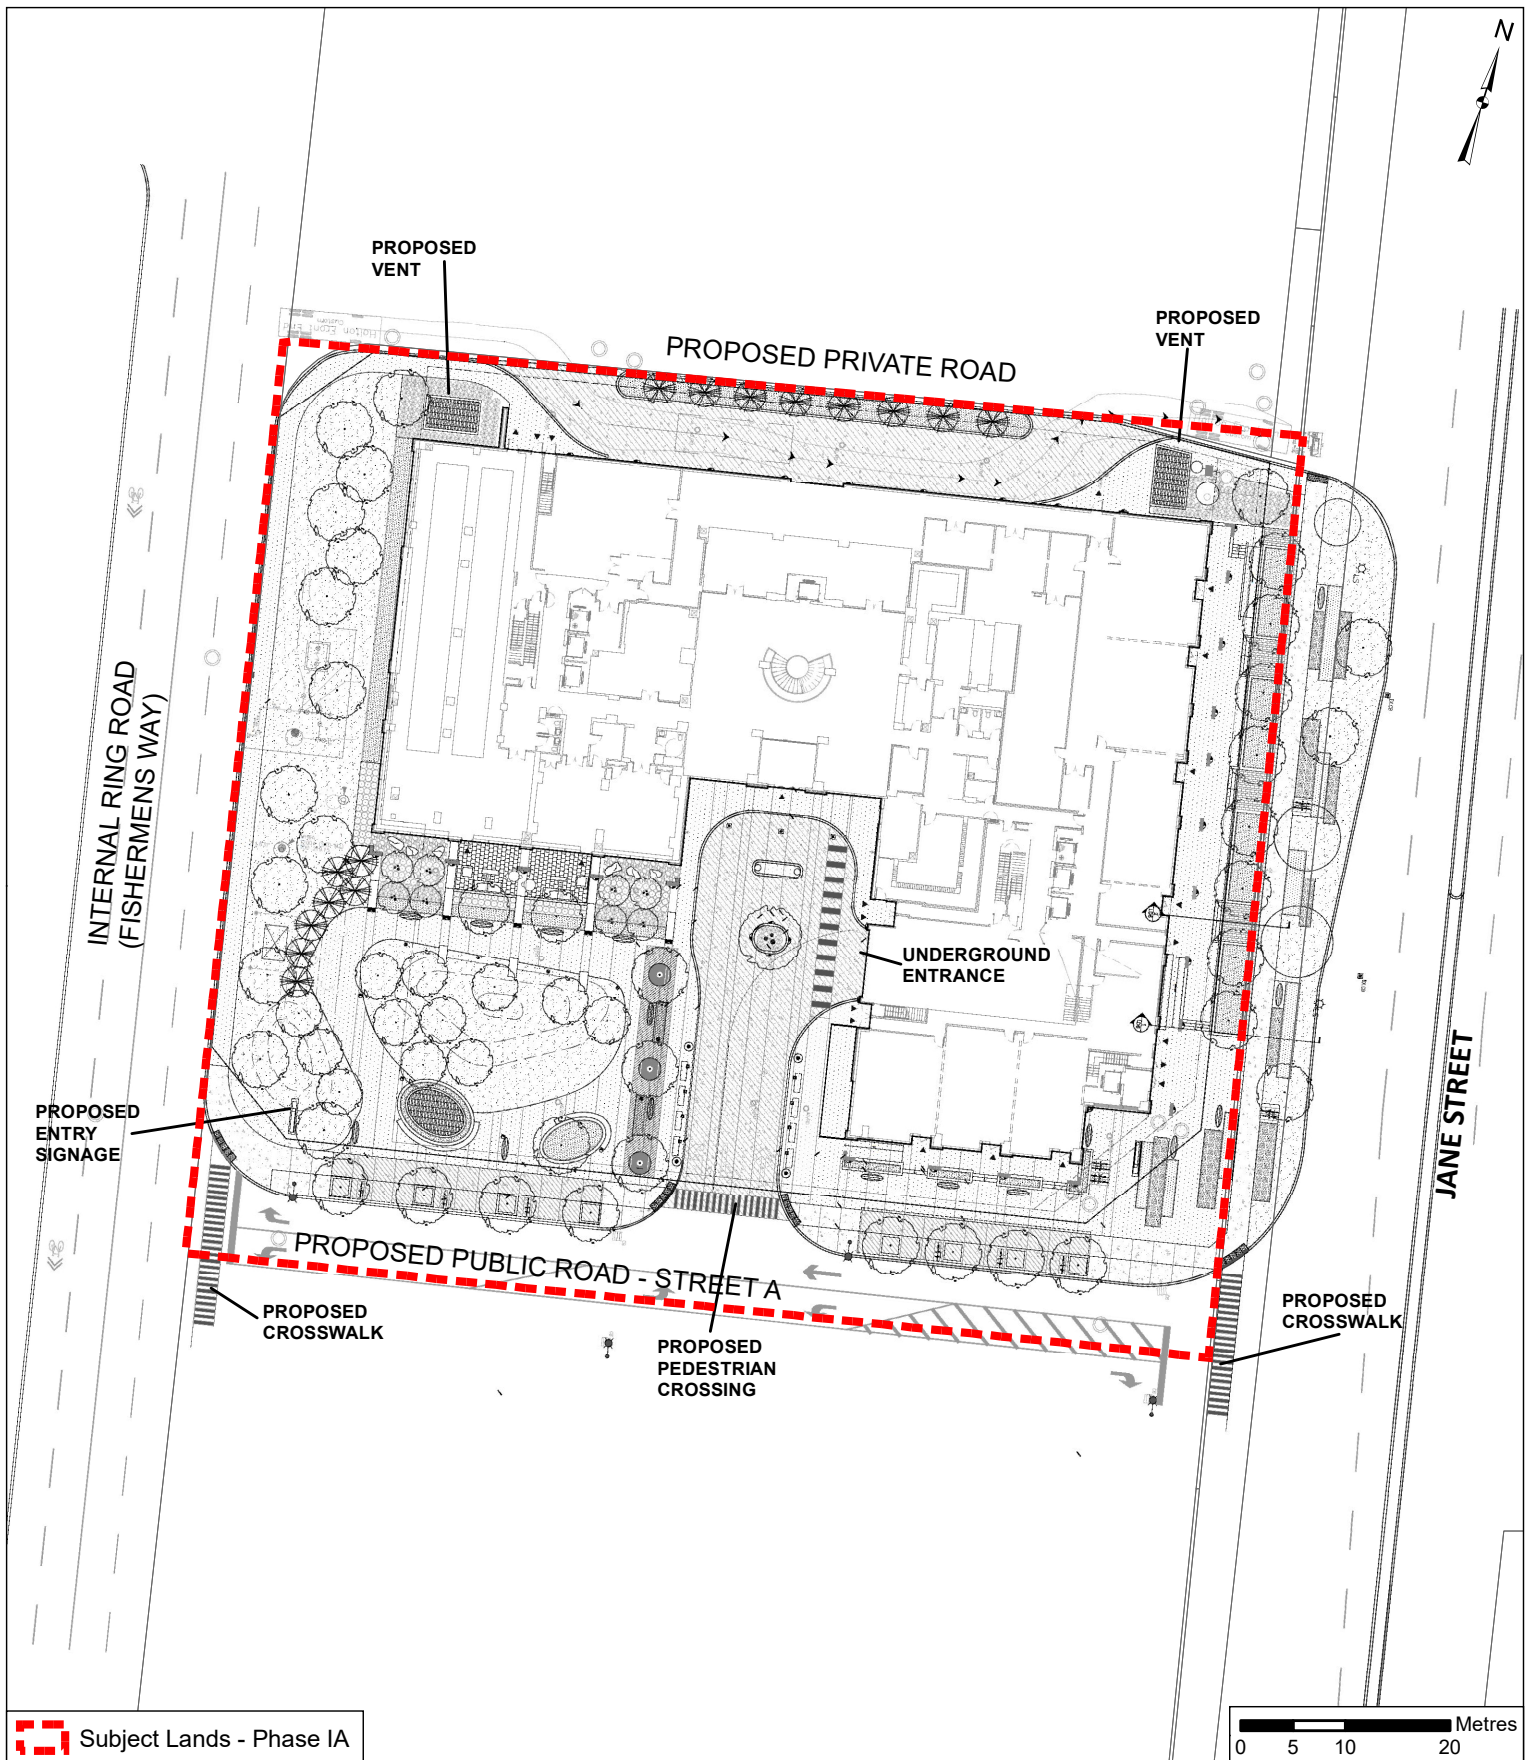 N
PROPOSED
VENT
PROPOSED
VENT
PROPOSED PRIVATE ROAD
INTERNAL RING ROAD
(FISHERMENS WAY)
UNDERGROUND
ENTRANCE
JANE STREET
PROPOSED
ENTRY
SIGNAGE
PROPOSED PUBLIC ROAD - STREET A
PROPOSED
CROSSWALK
PROPOSED
PEDESTRIAN
CROSSING
PROPOSED
CROSSWALK
Subject Lands - Phase IA
Metres
0 5 10 20